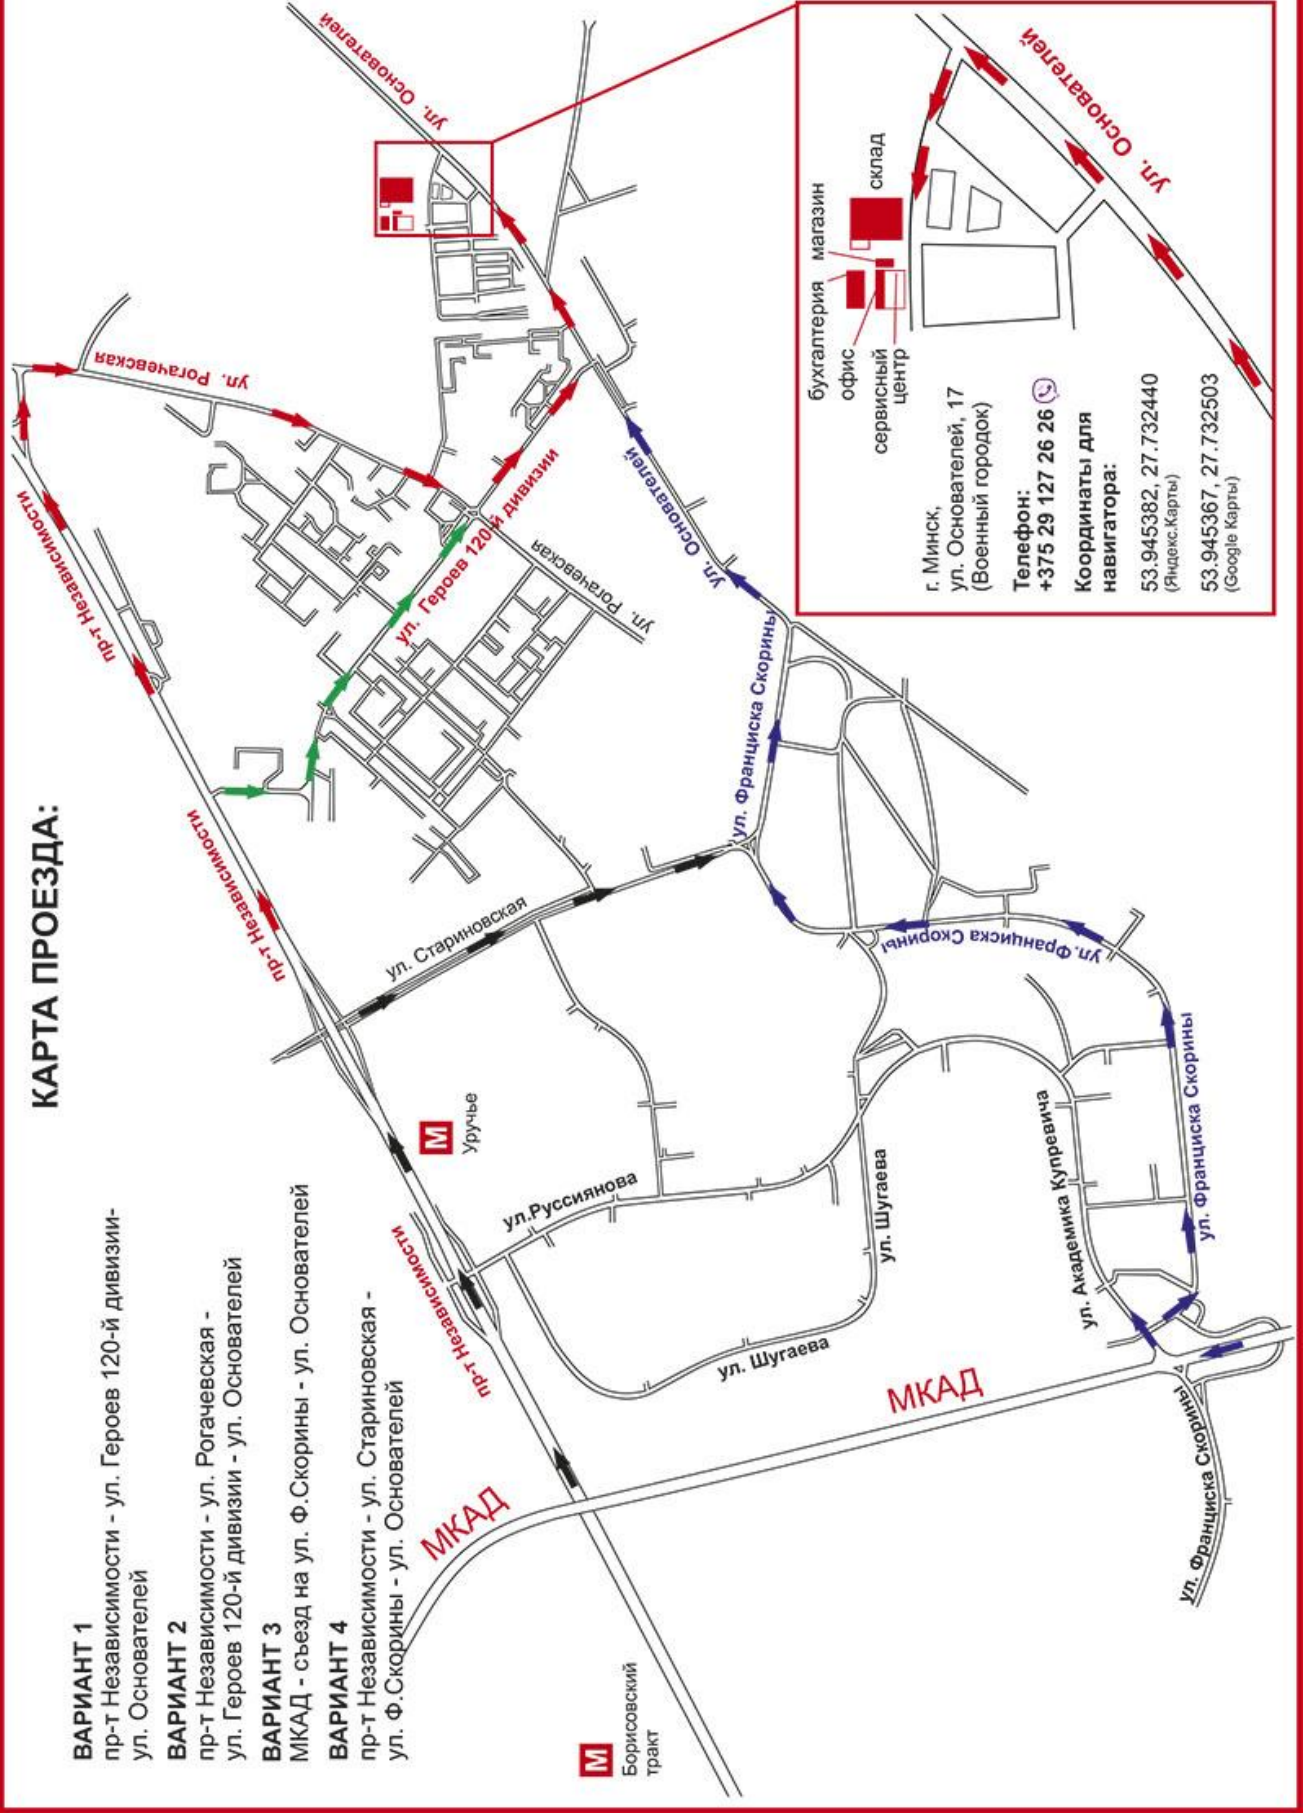 КАРТА ПРОЕЗДА:
ВАРИАНТ 1
пр-т Независимости - ул. Героев 120-й дивизии-
ул. Основателей
ВАРИАНТ 2
пр-т Независимости - ул. Рогачевская -
ул. Героев 120-й дивизии - ул. Основателей
ВАРИАНТ 3
МКАД - съезд на ул. Ф.Скорины - ул. Основателей
ВАРИАНТ 4
пр-т Независимости - ул. Стариновская -
ул. Ф.Скорины - ул. Основателей
М
Борисовский
тракт
МКАД
МКАД
пр-т Независимости
М
Уручье
пр-т Независимости
пр-т Независимости
ул. Рогачевская
ул. Стариновская
ул. Героев 120-й дивизии
ул. Рогачевская
ул. Основателей
ул. Основателей
ул. Франциска Скорины
ул.Руссиянова
ул. Шугаева
ул. Шугаева
ул. Академика Купревича
ул.Франциска Скорины
ул. Франциска Скорины
ул. Франциска Скорины
бухгалтерия
магазин
офис
склад
сервисный
центр
ул. Основателей
ул. Основателей
г. Минск,
ул. Основателей, 17
(Военный городок)
Телефон:
+375 29 127 26 26
Координаты для
навигатора:
53.945382, 27.732440
(Яндекс.Карты)
53.945367, 27.732503
(Google Карты)